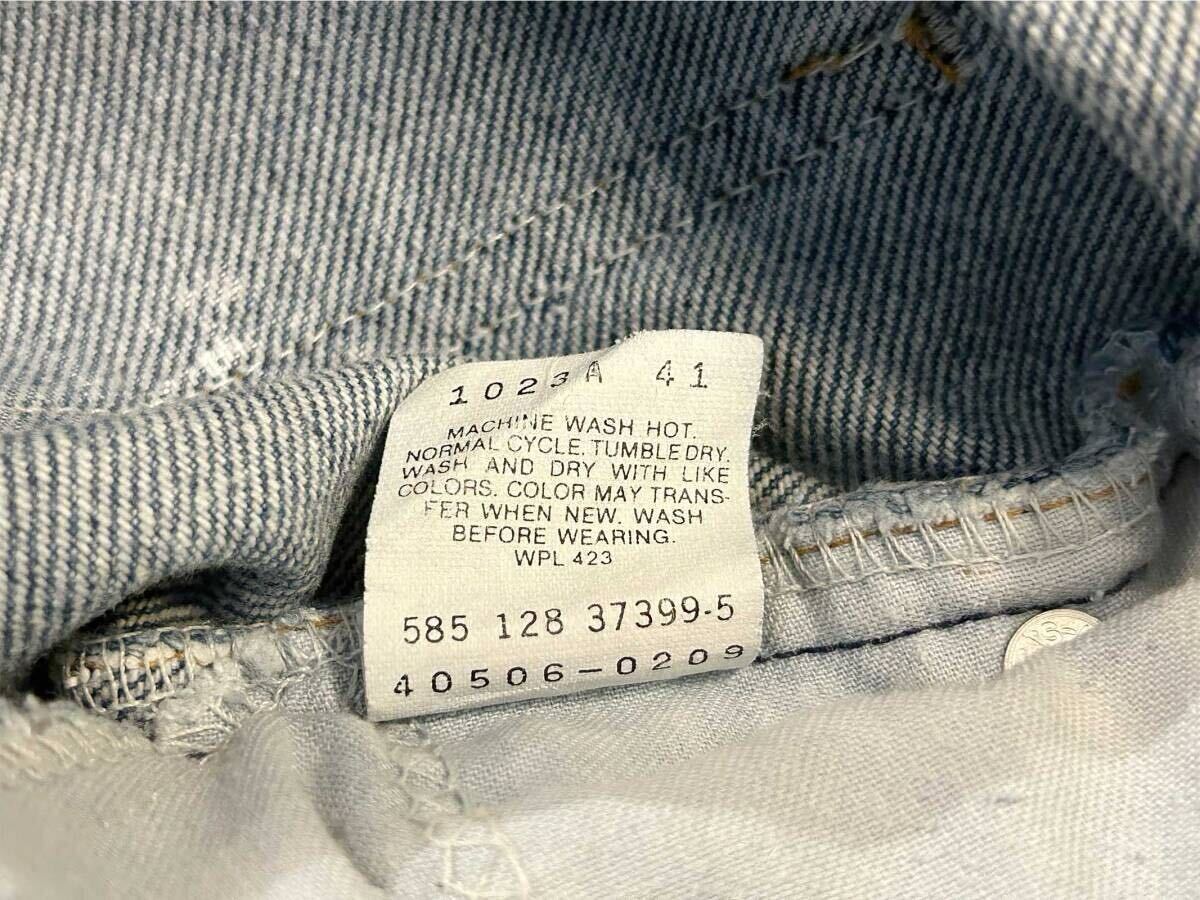 1023A 41
MACHINE WASH HOT.
NORMAL CYCLE. TUMBLE DRY.
WASH AND DRY WITH LIKE
COLORS. COLOR MAY TRANS-
FER WHEN NEW. WASH
BEFORE WEARING.
WPL 423
585 128 37399-5
40506-0209